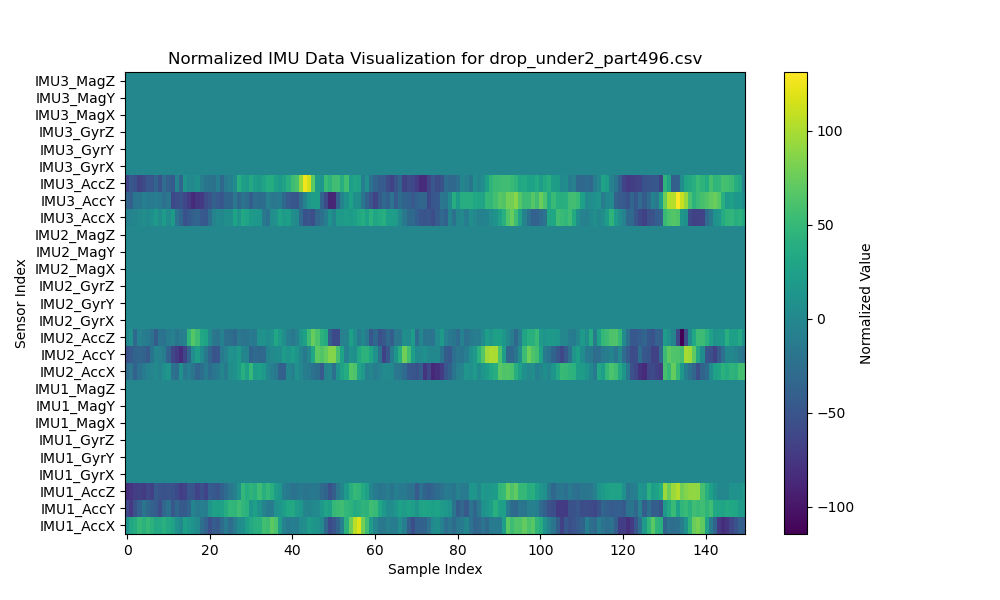 Normalized IMU Data Visualization for drop_under2_part496.csv
IMU3_MagZ
IMU3_MagY
IMU3_MagX
IMU3_GyrZ
IMU3_GyrY
IMU3_GyrX
IMU3_AccZ
IMU3_AccY
IMU3_AccX
IMU2_MagZ
IMU2_MagY
IMU2_MagX
IMU2_GyrZ
IMU2_GyrY
IMU2_GyrX
IMU2_AccZ
IMU2_AccY
IMU2_AccX
IMU1_MagZ
IMU1_MagY
IMU1_MagX
IMU1_GyrZ
IMU1_GyrY
IMU1_GyrX
IMU1_AccZ
IMU1_AccY
IMU1_AccX
Sensor Index
0 20 40 60 80 100 120 140
Sample Index
100
50
0
−50
−100
Normalized Value